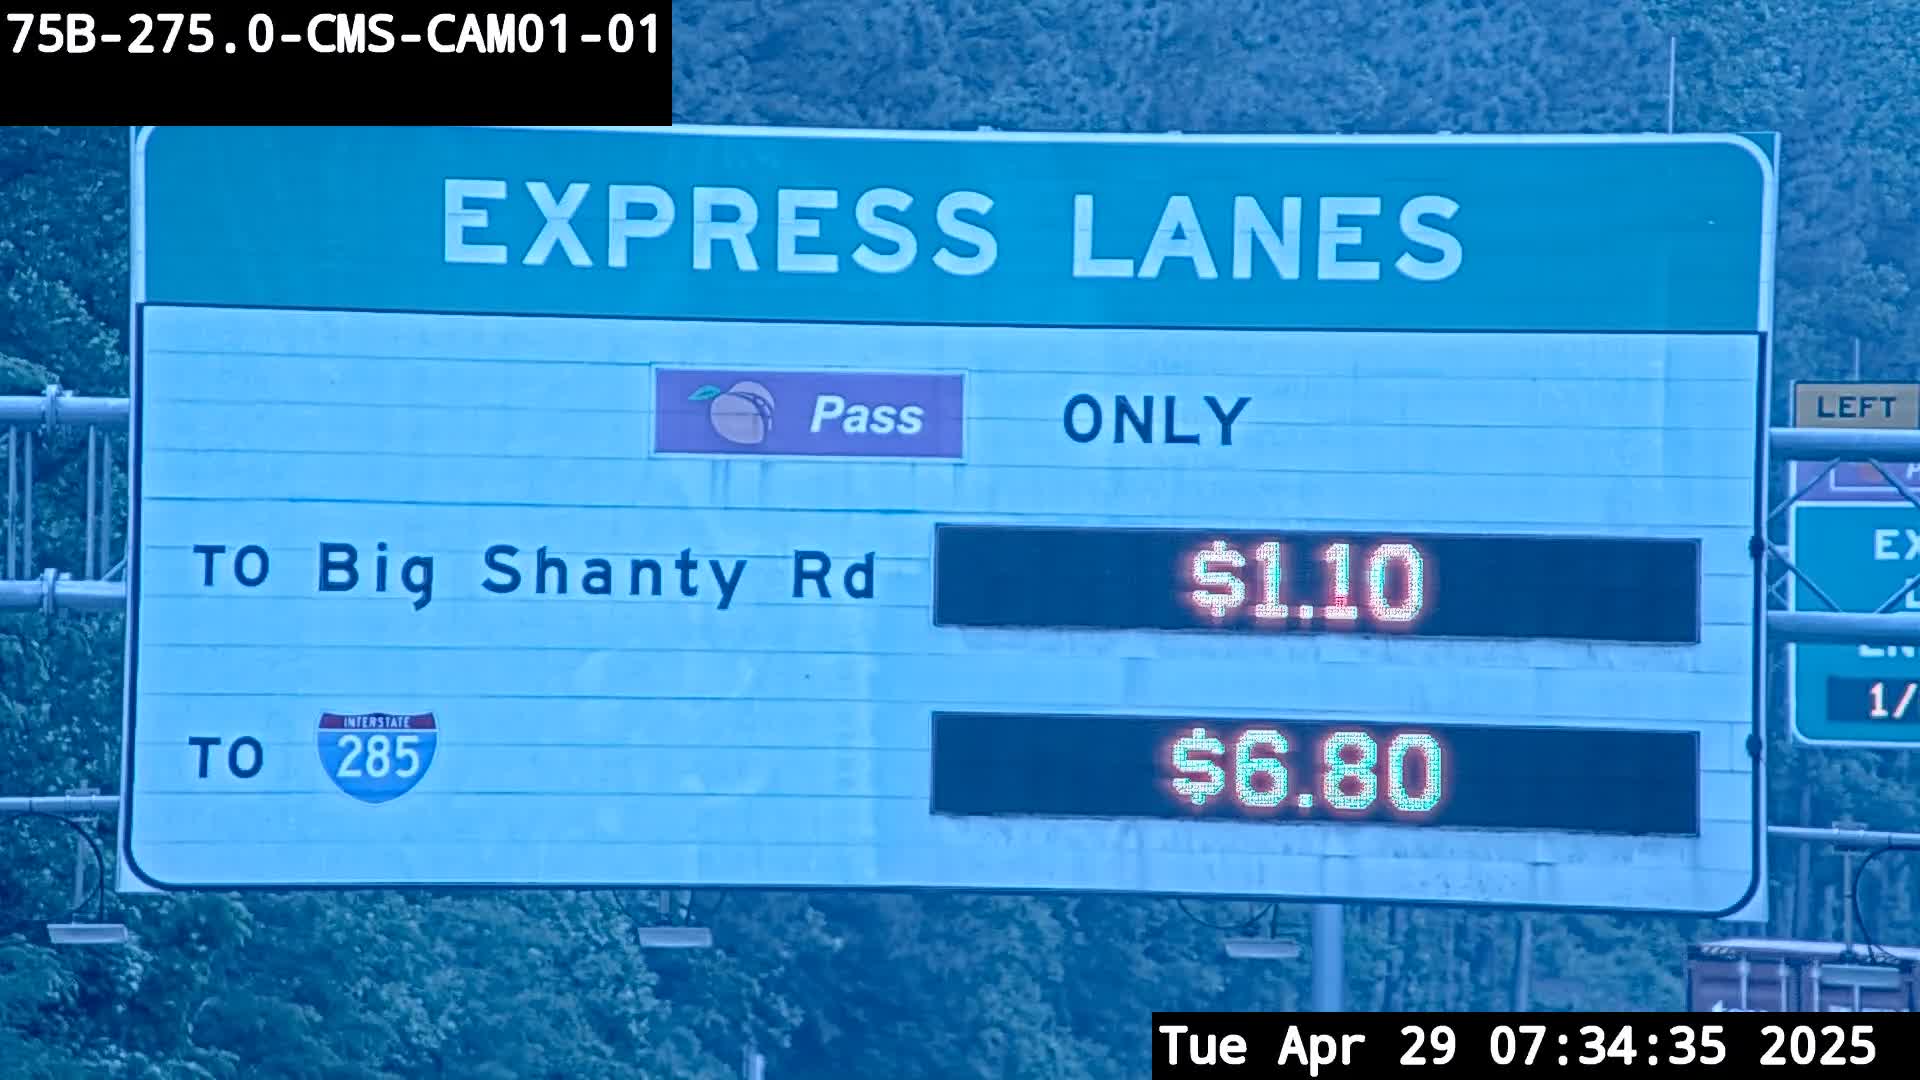 75B-275.0-CMS-CAM01-01
EXPRESS LANES
Pass ONLY
TO Big Shanty Rd $1.10
TO INTERSTATE 285 $6.80
LEFT
1/
Tue Apr 29 07:34:35 2025